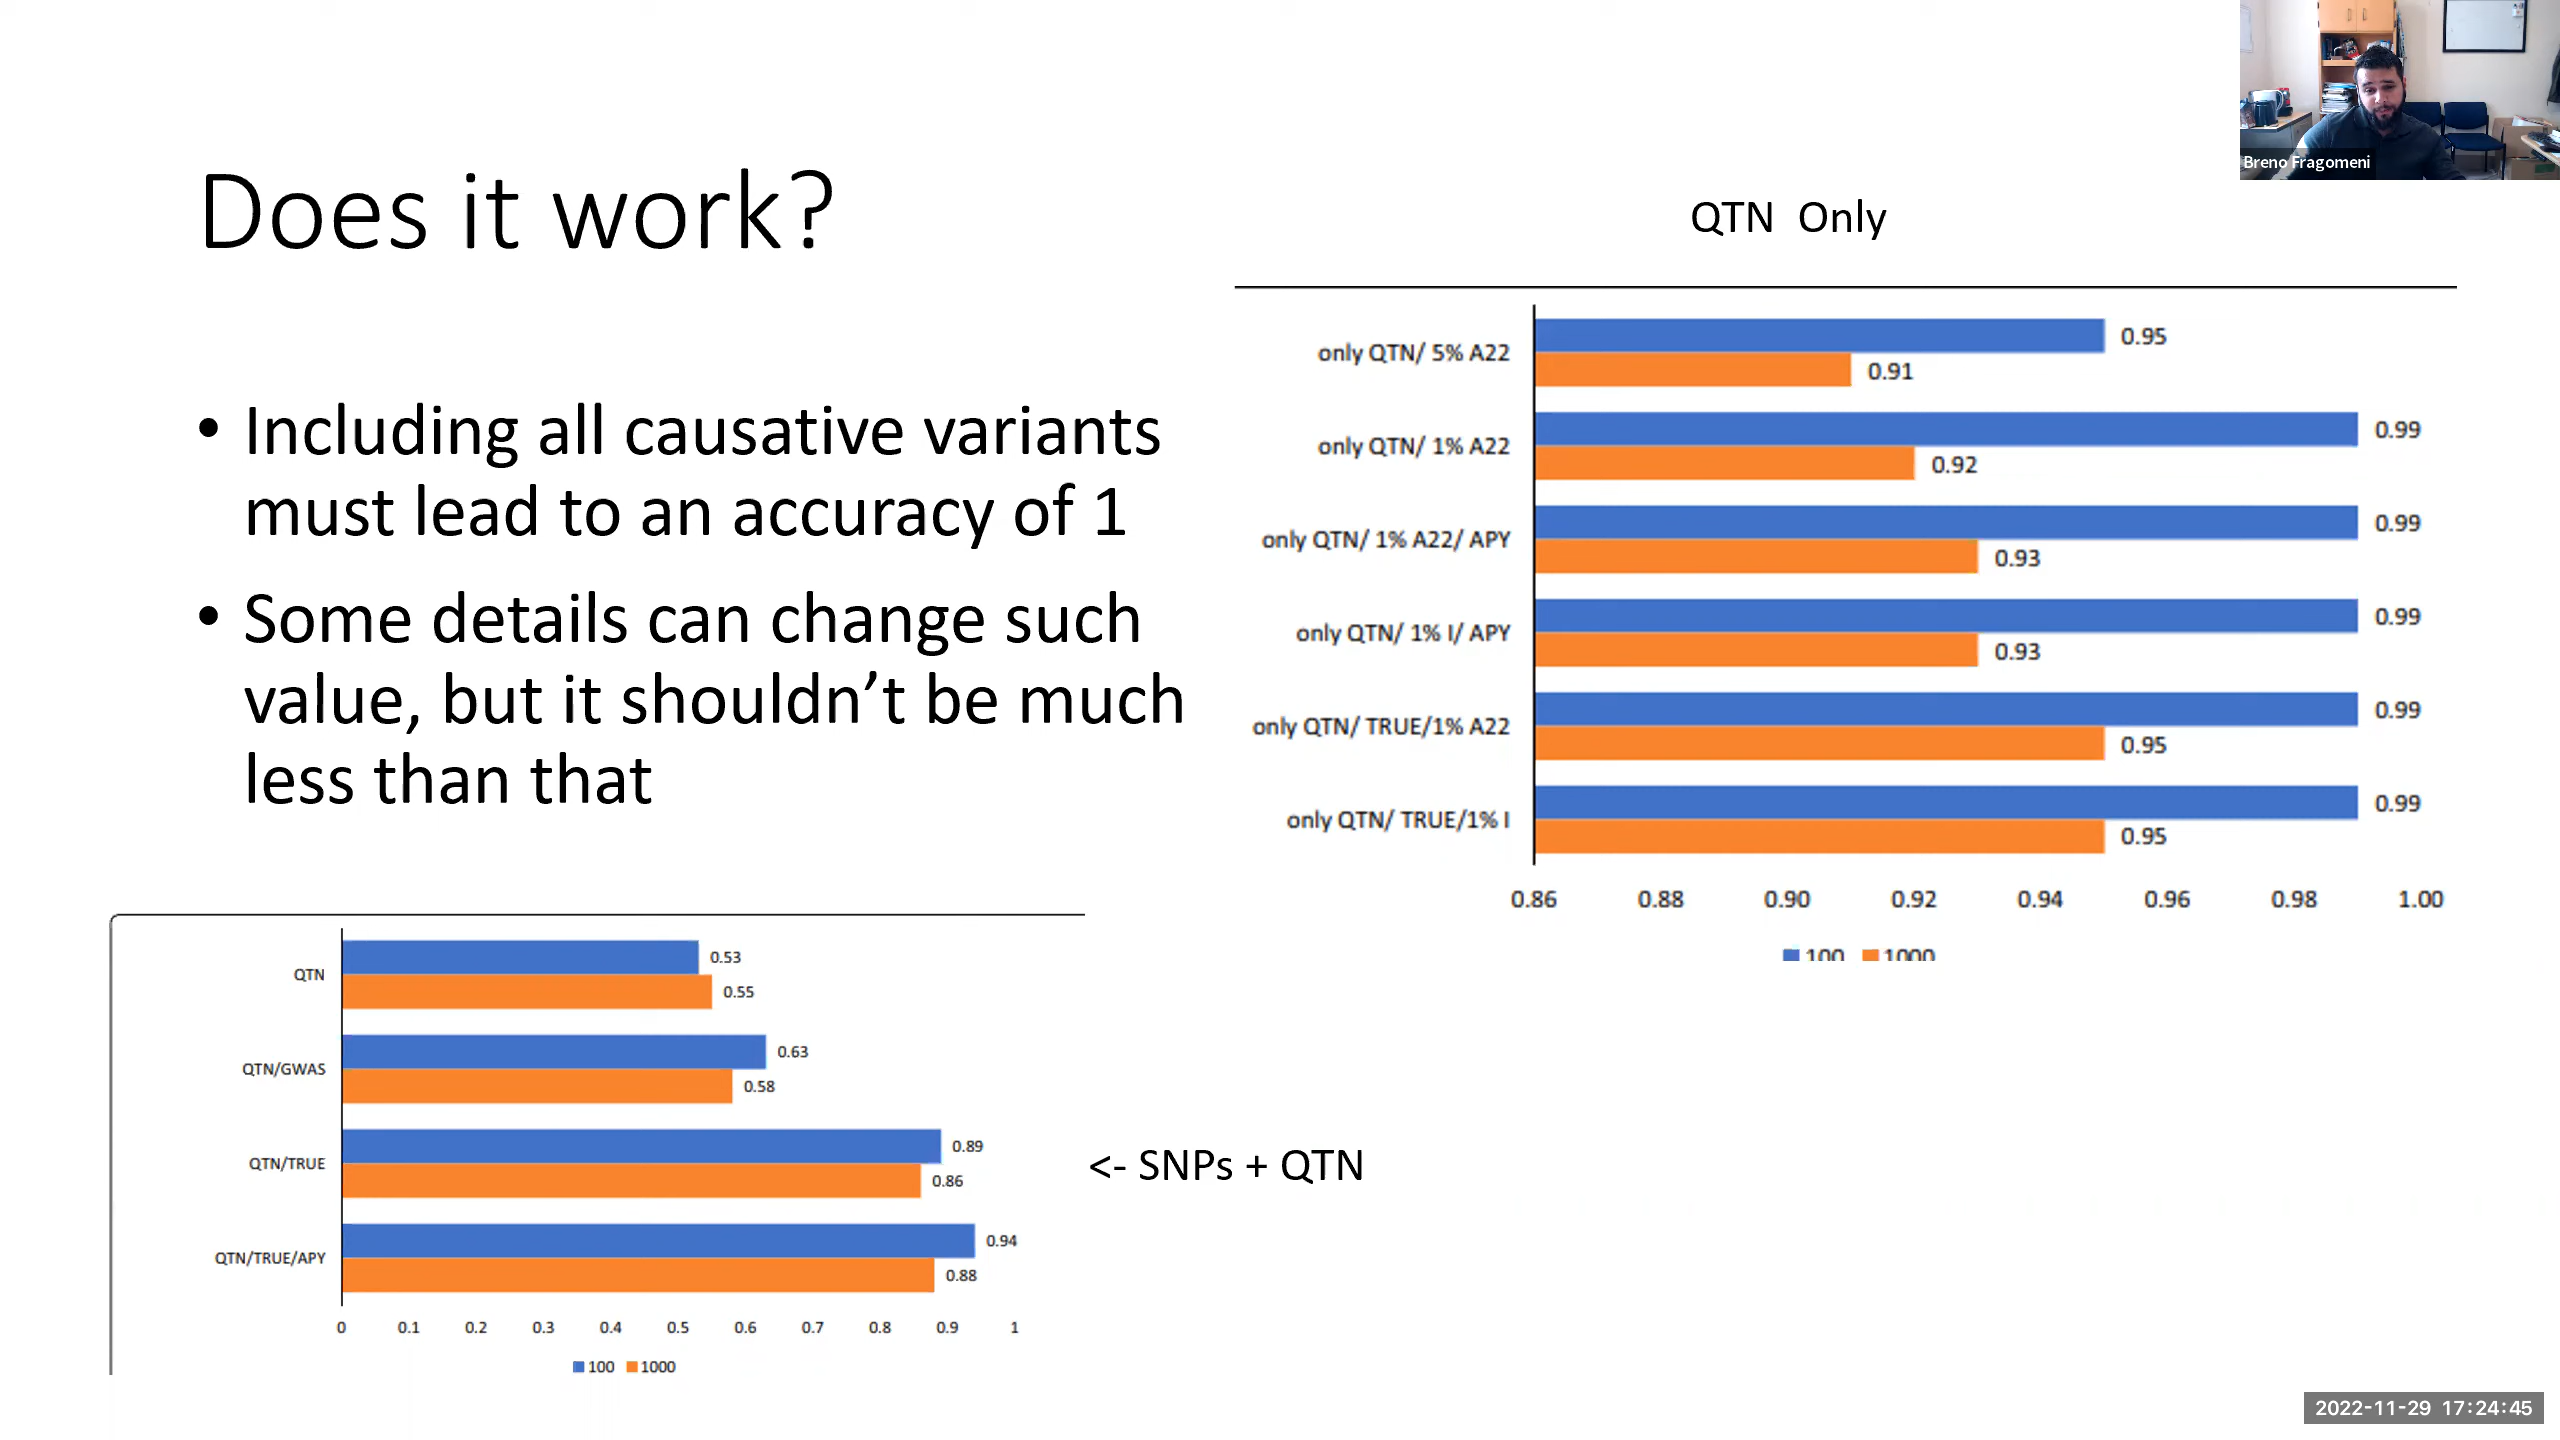 Breno Fragomeni
Does it work?
• Including all causative variants
must lead to an accuracy of 1
• Some details can change such
value, but it shouldn’t be much
less than that
QTN Only
only QTN/ 5% A22
0.95
0.91
only QTN/ 1% A22
0.99
0.92
only QTN/ 1% A22/ APY
0.99
0.93
only QTN/ 1% I/ APY
0.99
0.93
only QTN/ TRUE/1% A22
0.99
0.95
only QTN/ TRUE/1% I
0.99
0.95
0.86 0.88 0.90 0.92 0.94 0.96 0.98 1.00
100 1000
QTN
0.53
0.55
QTN/GWAS
0.63
0.58
QTN/TRUE
0.89
0.86
QTN/TRUE/APY
0.94
0.88
0 0.1 0.2 0.3 0.4 0.5 0.6 0.7 0.8 0.9 1
100 1000
<- SNPs + QTN
2022-11-29 17:24:45